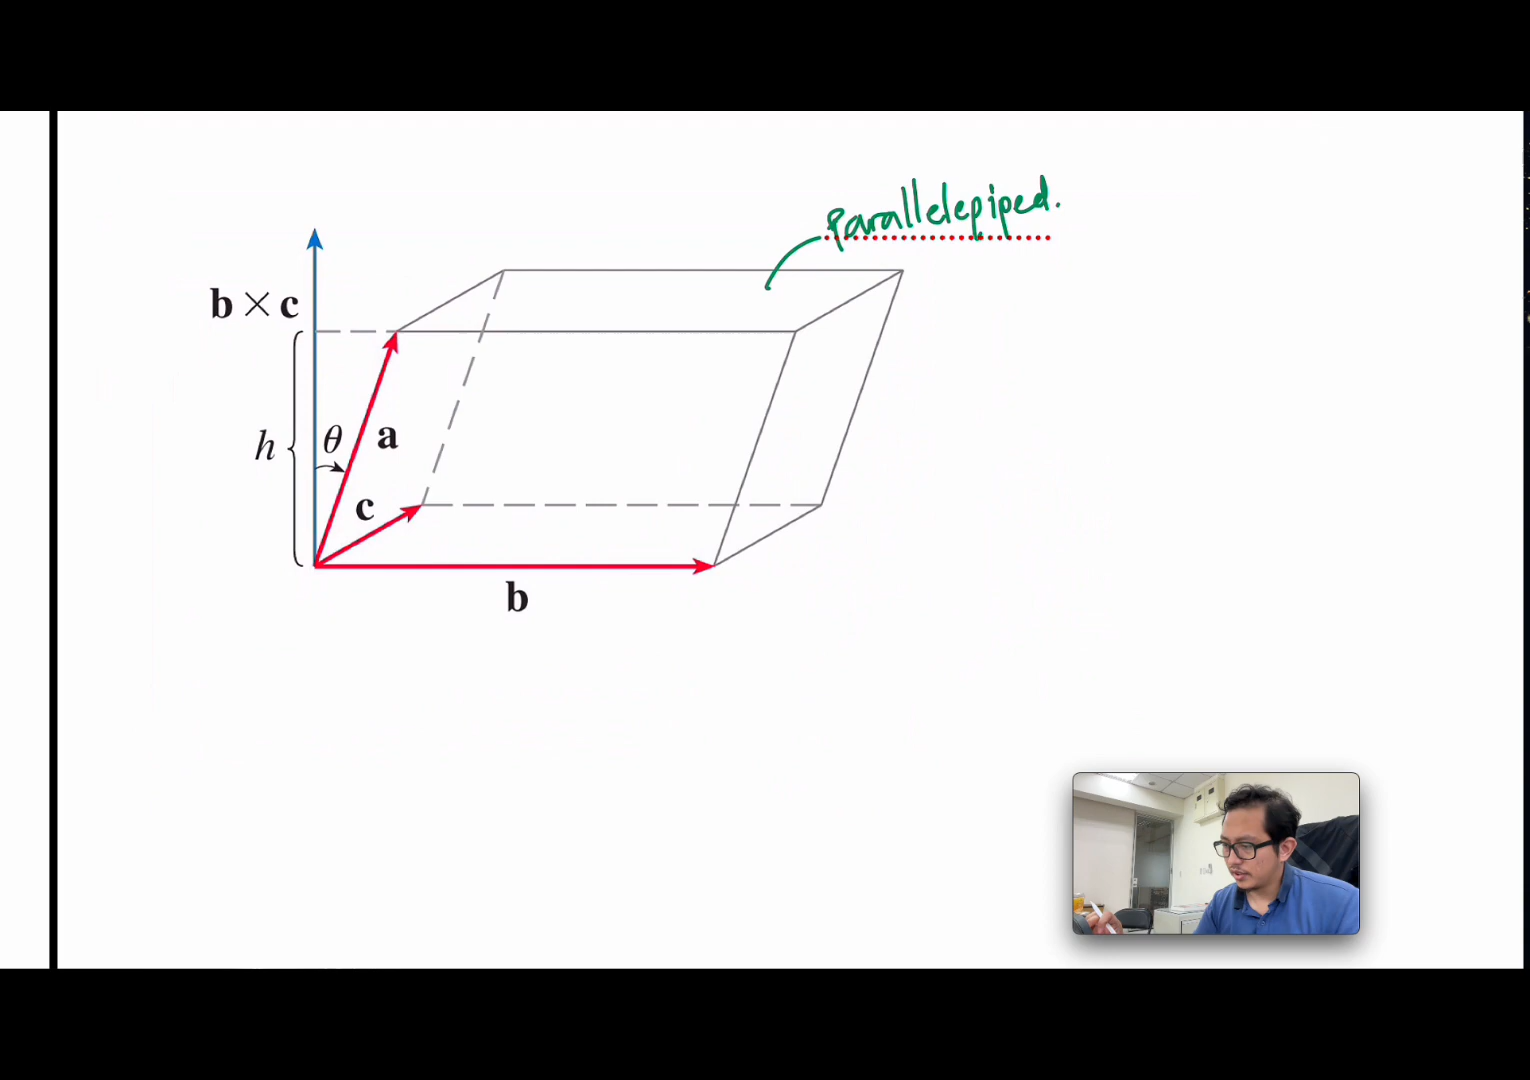 parallelepiped.
b × c
h
θ
a
c
b